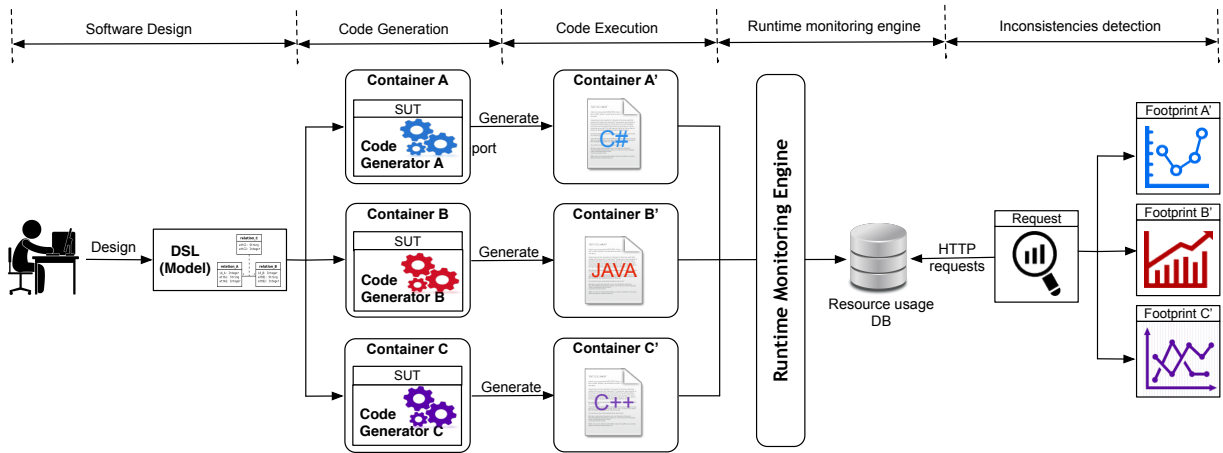 Software Design
Code Generation
Code Execution
Runtime monitoring engine
Inconsistencies detection
Design
DSL
(Model)
Container A
SUT
Code
Generator A
Generate
port
Container A’
C#
Container B
SUT
Code
Generator B
Generate
Container B’
JAVA
Container C
SUT
Code
Generator C
Generate
Container C’
C++
Runtime Monitoring Engine
Resource usage
DB
HTTP
requests
Request
Footprint A’
Footprint B’
Footprint C’